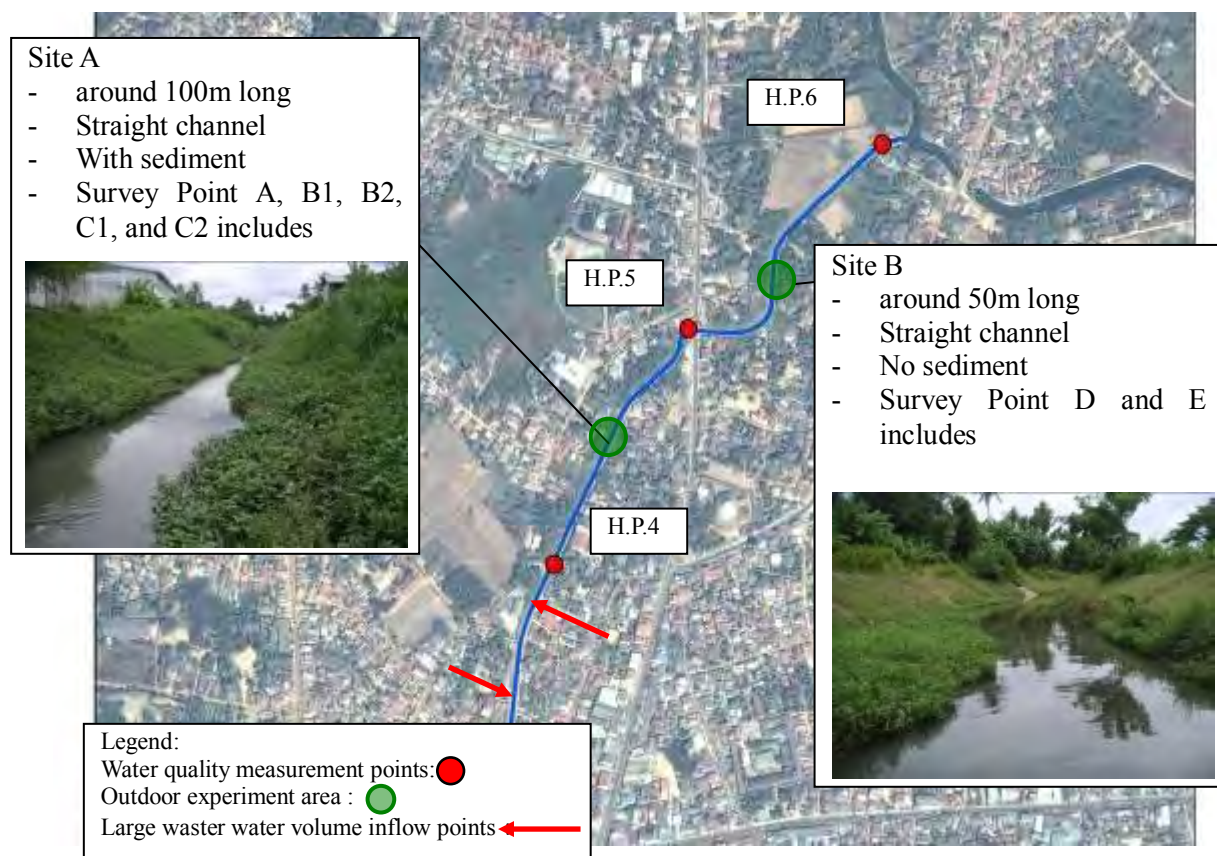 Site A
- around 100m long
- Straight channel
- With sediment
- Survey Point A, B1, B2,
C1, and C2 includes
H.P.6
H.P.5
Site B
- around 50m long
- Straight channel
- No sediment
- Survey Point D and E
includes
H.P.4
Legend:
Water quality measurement points:
Outdoor experiment area :
Large waster water volume inflow points